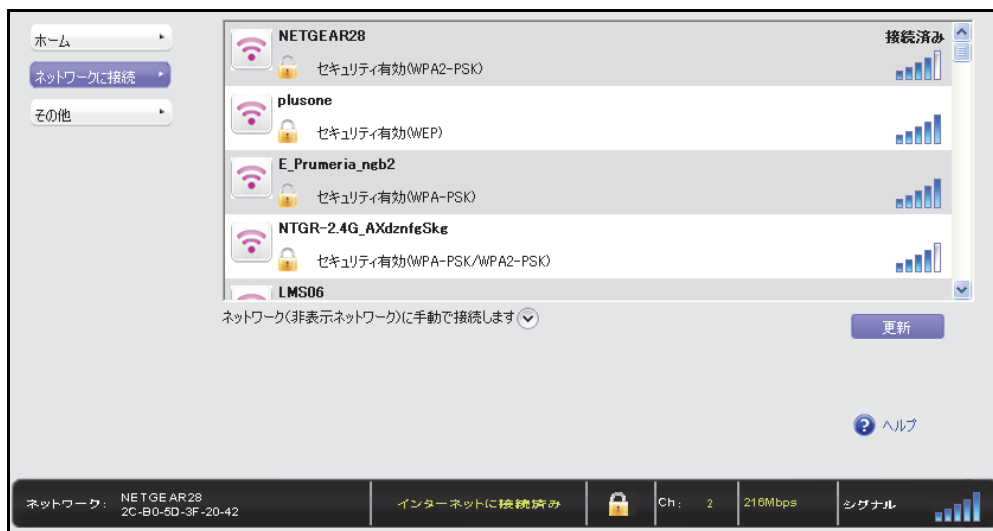 ホーム
ネットワークに接続
その他
NETGEAR28
接続済み
セキュリティ有効(WPA2-PSK)
plusone
セキュリティ有効(WEP)
E_Prumeria_ngb2
セキュリティ有効(WPA-PSK)
NTGR-2.4G_AXdznfgSkg
セキュリティ有効(WPA-PSK/WPA2-PSK)
LMS06
ネットワーク(非表示ネットワーク)に手動で接続します
更新
ヘルプ
ネットワーク: NETGEAR28
2C-B0-5D-3F-20-42
インターネットに接続済み
Ch: 2
216Mbps
シグナル